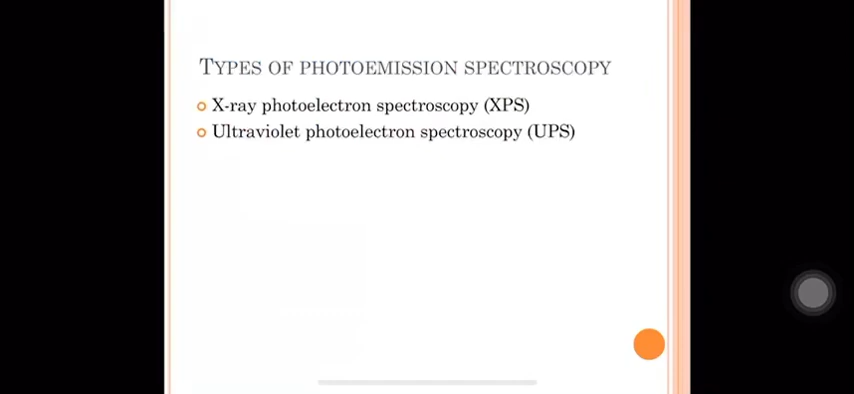 TYPES OF PHOTOEMISSION SPECTROSCOPY
X-ray photoelectron spectroscopy (XPS)
Ultraviolet photoelectron spectroscopy (UPS)